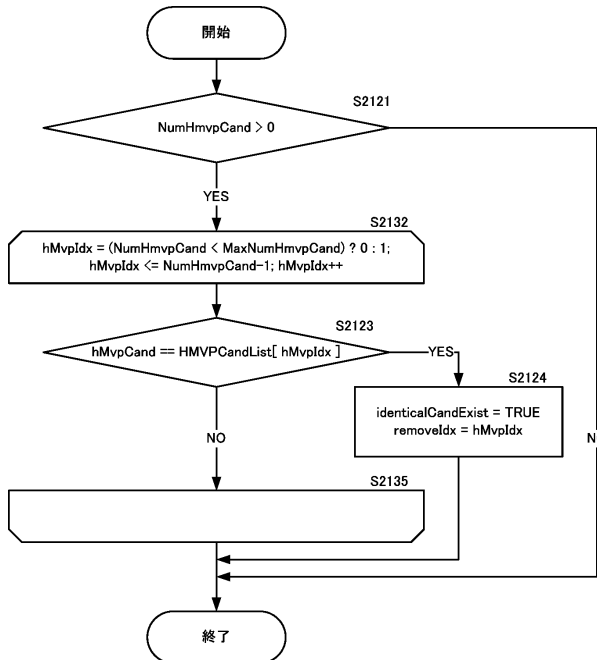 開始
S2121
NumHmvpCand > 0
YES
S2132
hMvpIdx = (NumHmvpCand < MaxNumHmvpCand) ? 0 : 1;
hMvpIdx <= NumHmvpCand-1; hMvpIdx++
S2123
hMvpCand == HMVPCandList[ hMvpIdx ]
YES
S2124
identicalCandExist = TRUE
removeIdx = hMvpIdx
NO
N
S2135
終了